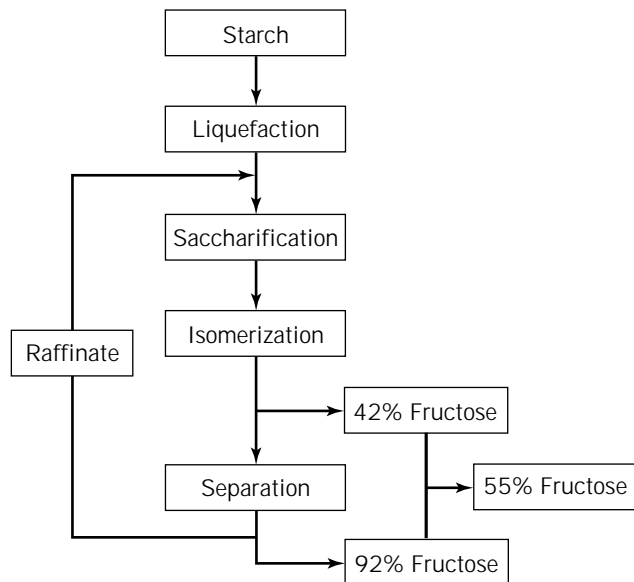 Starch
Liquefaction
Saccharification
Isomerization
Raffinate
42% Fructose
Separation
55% Fructose
92% Fructose